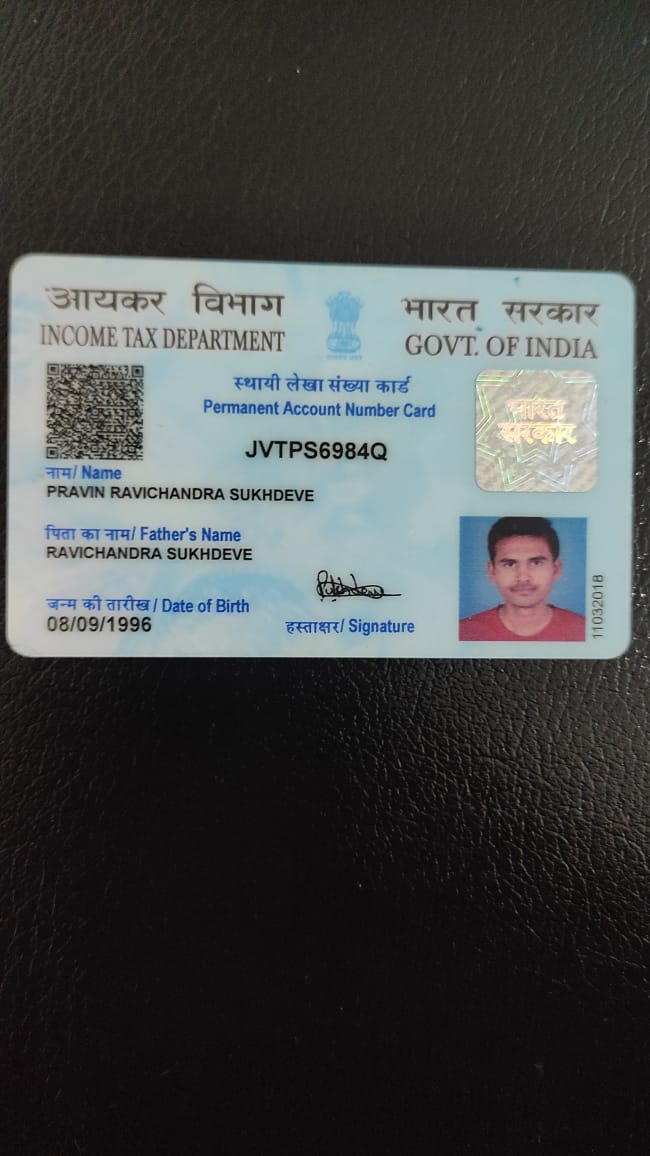 आयकर विभाग
INCOME TAX DEPARTMENT
भारत सरकार
GOVT. OF INDIA
स्थायी लेखा संख्या कार्ड
Permanent Account Number Card
JVTPS6984Q
भारत
सरकार
नाम/ Name
PRAVIN RAVICHANDRA SUKHDEVE
पिता का नाम/ Father's Name
RAVICHANDRA SUKHDEVE
जन्म की तारीख/ Date of Birth
08/09/1996
हस्ताक्षर/ Signature
11032018